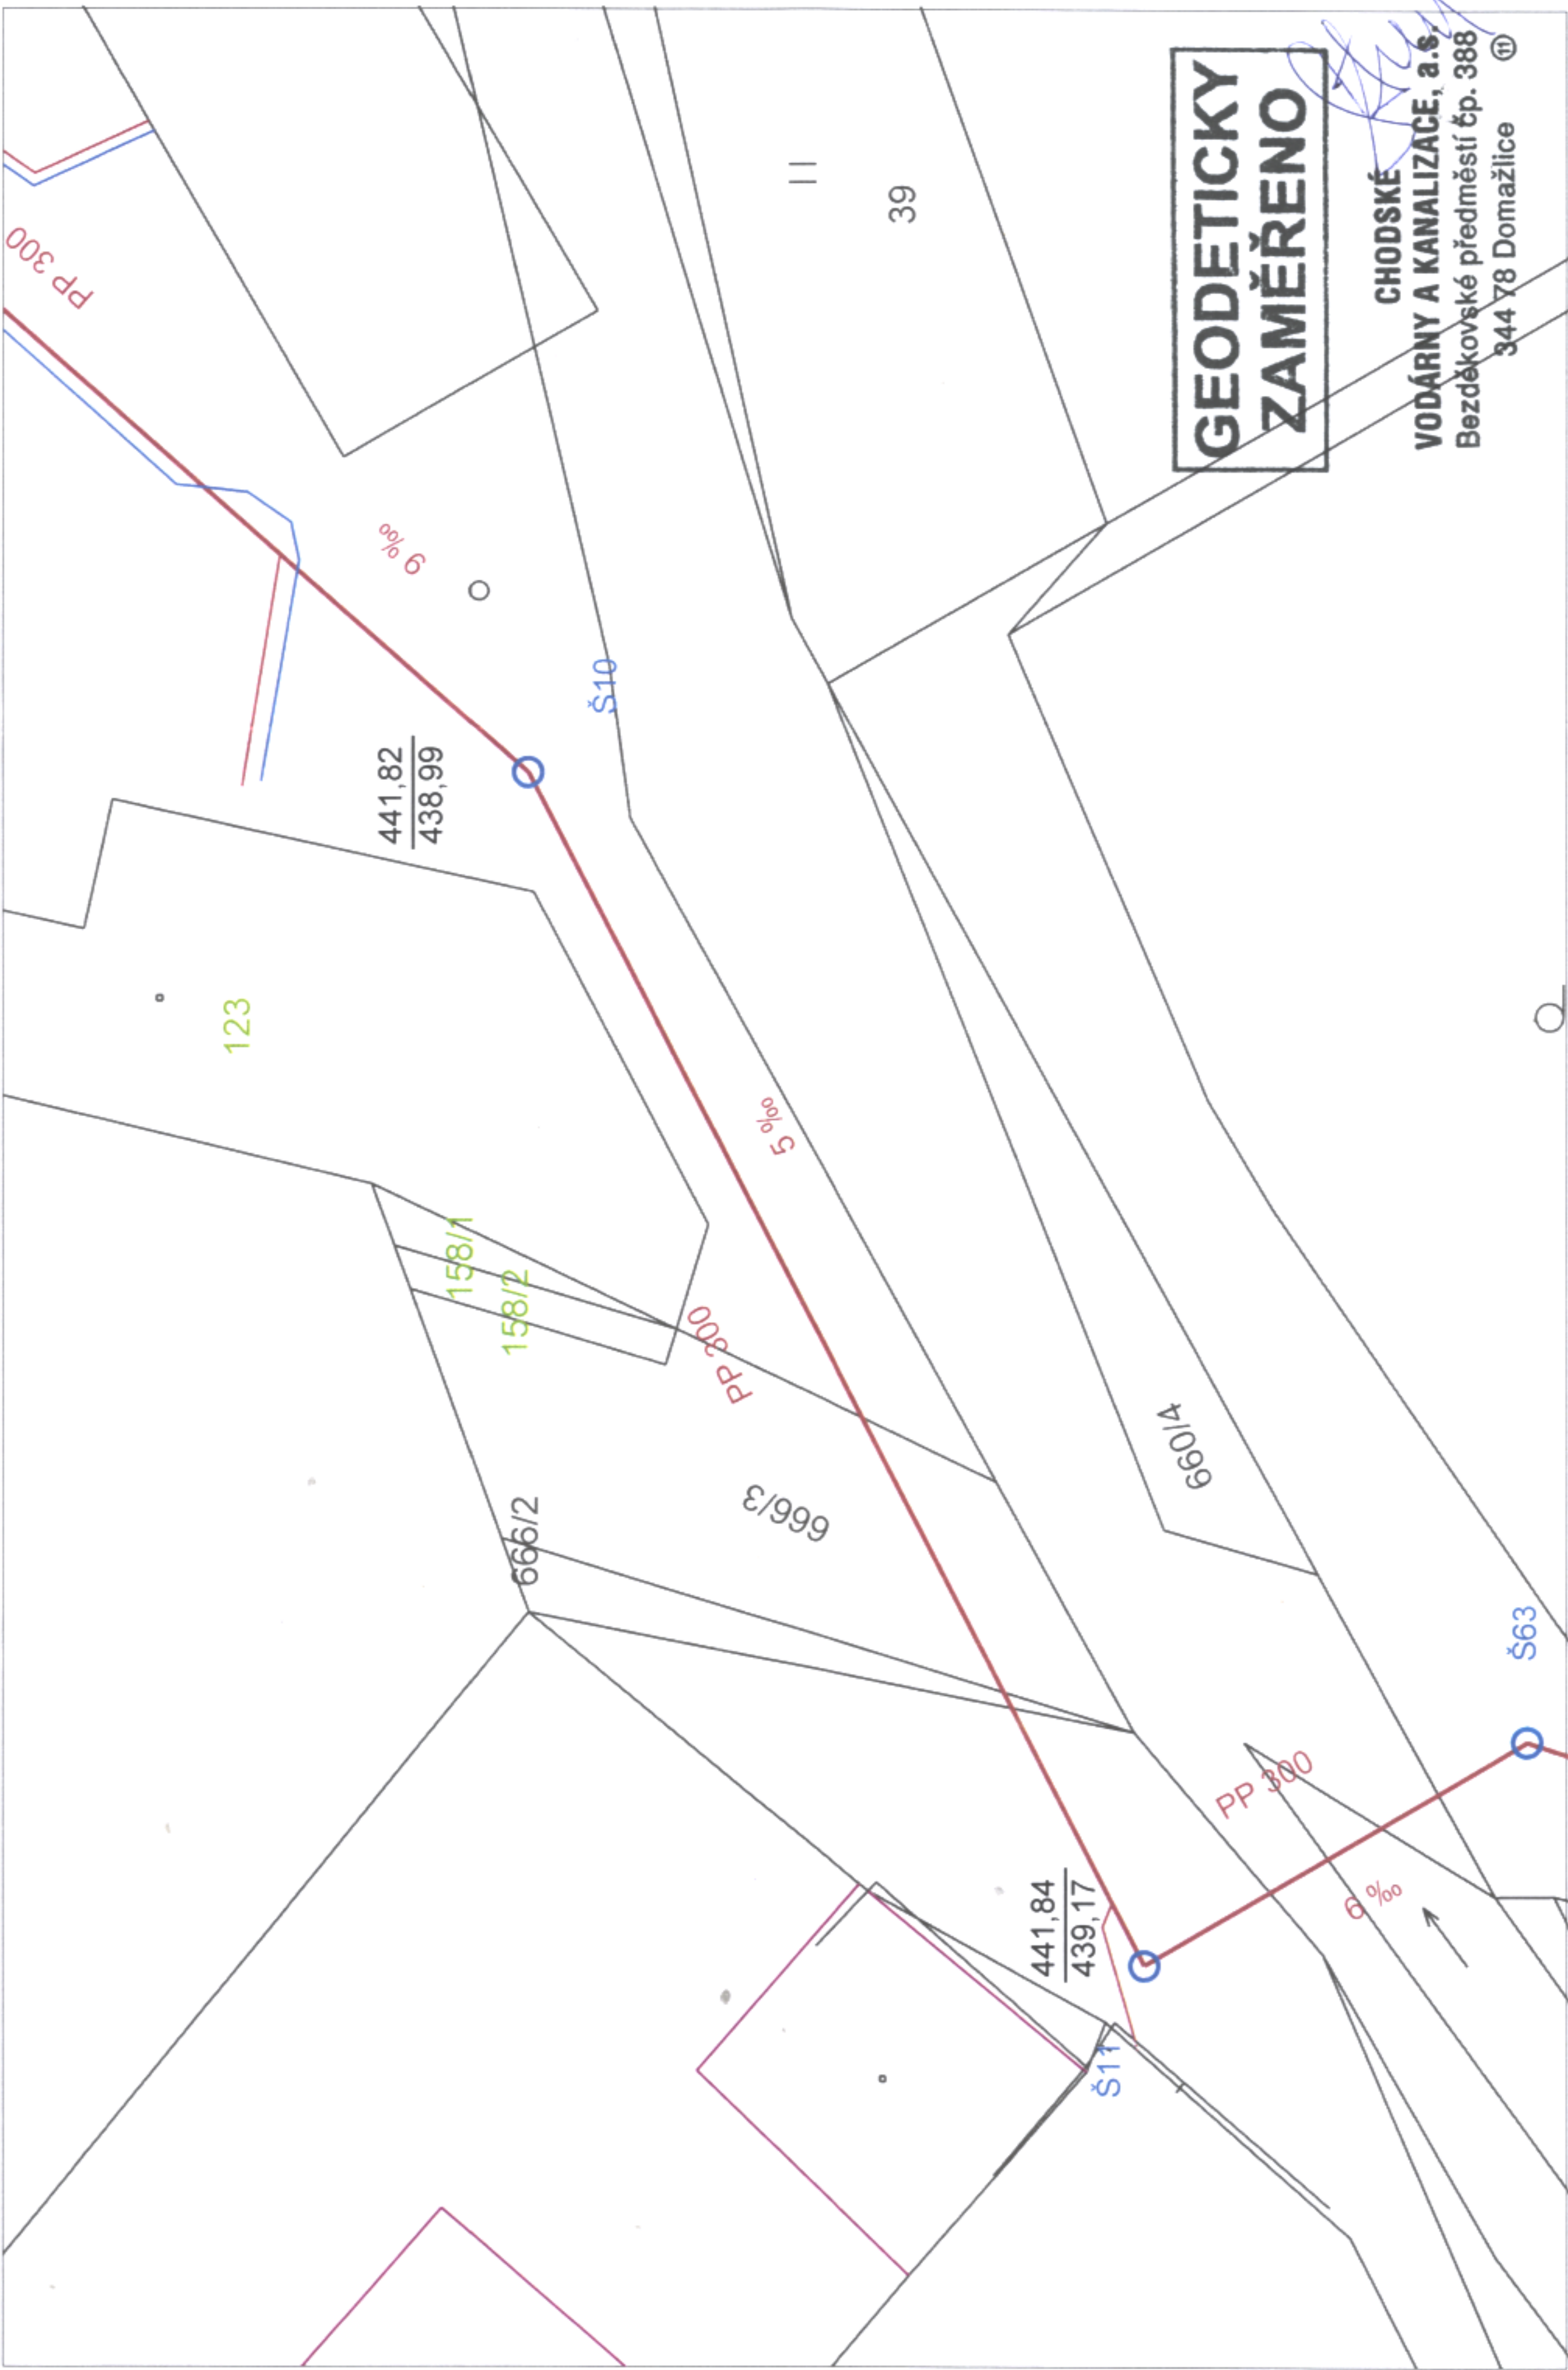 PP 300
123
6 ‰
441,82
438,99
158/1
158/2
666/2
Š10
PP 300
5 ‰
666/3
39
441,84
439,17
Š11
660/4
PP 300
6 ‰
Š63
GEODETICKY
ZAMĚŘENO
CHODSKÉ
VODÁRNY A KANALIZACE, a.s.
Bezděkovské předměstí čp. 388
344 78 Domažlice ⑪